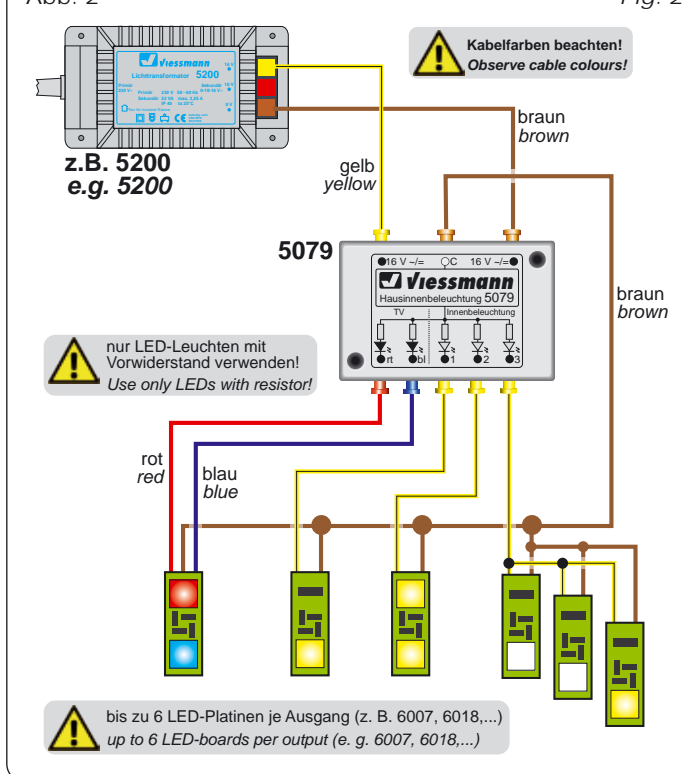 Abb. 2
Fig. 2
Viessmann
Lichttransformator 5200
16 V
10 V
0 V
Kabelfarben beachten!
Observe cable colours!
z.B. 5200
e.g. 5200
braun
brown
gelb
yellow
5079
16 V ~/=
C
16 V ~/=
Viessmann
Hausinnenbeleuchtung 5079
TV
Innenbeleuchtung
rt
bl
1
2
3
braun
brown
nur LED-Leuchten mit
Vorwiderstand verwenden!
Use only LEDs with resistor!
rot
red
blau
blue
bis zu 6 LED-Platinen je Ausgang (z. B. 6007, 6018,...)
up to 6 LED-boards per output (e. g. 6007, 6018,...)